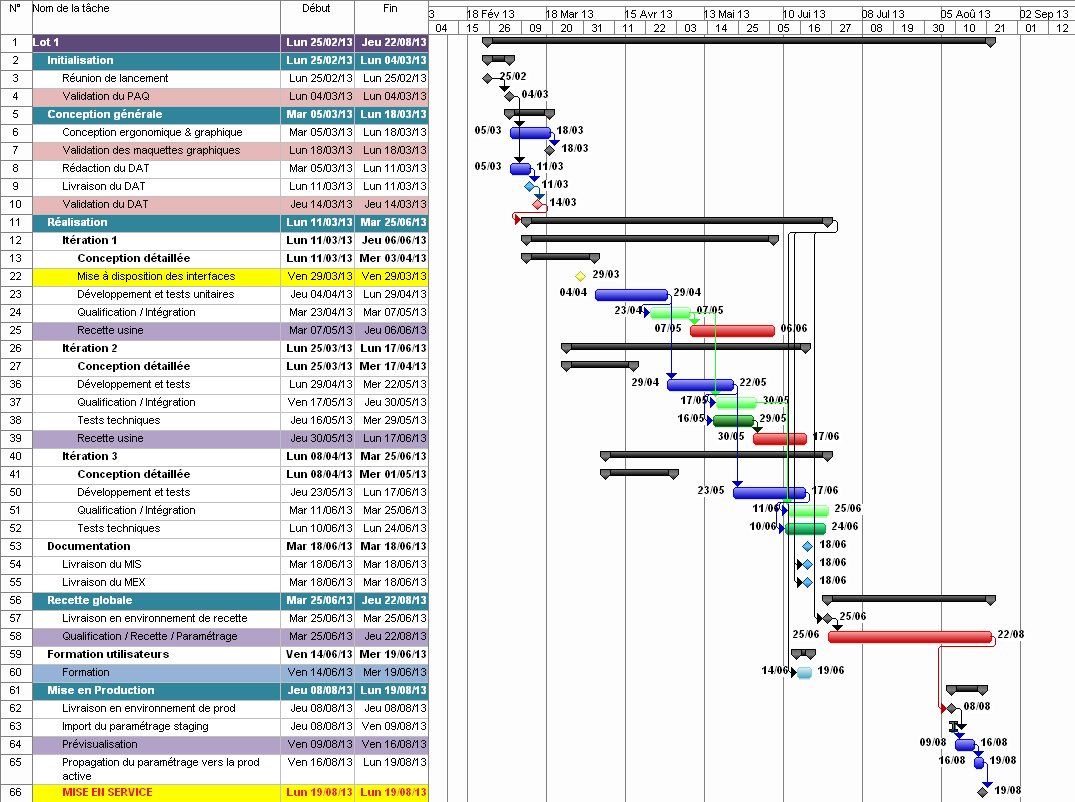 N° Nom de la tâche Début Fin
3 18 Fév 13 18 Mar 13 15 Avr 13 13 Mai 13 10 Jui 13 08 Jul 13 05 Aoû 13 02 Sep 13
04 15 26 09 20 31 11 22 03 14 25 05 16 27 08 19 30 10 21 01 12
1 Lot 1 Lun 25/02/13 Jeu 22/08/13
2 Initialisation Lun 25/02/13 Lun 04/03/13
3 Réunion de lancement Lun 25/02/13 Lun 25/02/13 25/02
4 Validation du PAQ Lun 04/03/13 Lun 04/03/13 04/03
5 Conception générale Mar 05/03/13 Lun 18/03/13
6 Conception ergonomique & graphique Mar 05/03/13 Lun 18/03/13 05/03 18/03
7 Validation des maquettes graphiques Lun 18/03/13 Lun 18/03/13 18/03
8 Rédaction du DAT Mar 05/03/13 Lun 11/03/13 05/03 11/03
9 Livraison du DAT Lun 11/03/13 Lun 11/03/13 11/03
10 Validation du DAT Jeu 14/03/13 Jeu 14/03/13 14/03
11 Réalisation Lun 11/03/13 Mar 25/06/13
12 Itération 1 Lun 11/03/13 Jeu 06/06/13
13 Conception détaillée Lun 11/03/13 Mer 03/04/13
22 Mise à disposition des interfaces Ven 29/03/13 Ven 29/03/13 29/03
23 Développement et tests unitaires Jeu 04/04/13 Lun 29/04/13 04/04 29/04
24 Qualification / Intégration Mar 23/04/13 Mar 07/05/13 23/04 07/05
25 Recette usine Mar 07/05/13 Jeu 06/06/13 07/05 06/06
26 Itération 2 Lun 25/03/13 Lun 17/06/13
27 Conception détaillée Lun 25/03/13 Mer 17/04/13
36 Développement et tests Lun 29/04/13 Mer 22/05/13 29/04 22/05
37 Qualification / Intégration Ven 17/05/13 Jeu 30/05/13 17/05 30/05
38 Tests techniques Jeu 16/05/13 Mer 29/05/13 16/05 29/05
39 Recette usine Jeu 30/05/13 Lun 17/06/13 30/05 17/06
40 Itération 3 Lun 08/04/13 Mar 25/06/13
41 Conception détaillée Lun 08/04/13 Mer 01/05/13
50 Développement et tests Jeu 23/05/13 Lun 17/06/13 23/05 17/06
51 Qualification / Intégration Mar 11/06/13 Mar 25/06/13 11/06 25/06
52 Tests techniques Lun 10/06/13 Lun 24/06/13 10/06 24/06
53 Documentation Mar 18/06/13 Mar 18/06/13 18/06
54 Livraison du MIS Mar 18/06/13 Mar 18/06/13 18/06
55 Livraison du MEX Mar 18/06/13 Mar 18/06/13 18/06
56 Recette globale Mar 25/06/13 Jeu 22/08/13
57 Livraison en environnement de recette Mar 25/06/13 Mar 25/06/13 25/06
58 Qualification / Recette / Paramétrage Mar 25/06/13 Jeu 22/08/13 25/06 22/08
59 Formation utilisateurs Ven 14/06/13 Mer 19/06/13
60 Formation Ven 14/06/13 Mer 19/06/13 14/06 19/06
61 Mise en Production Jeu 08/08/13 Lun 19/08/13
62 Livraison en environnement de prod Jeu 08/08/13 Jeu 08/08/13 08/08
63 Import du paramétrage staging Jeu 08/08/13 Ven 09/08/13
64 Prévisualisation Ven 09/08/13 Ven 16/08/13 09/08 16/08
65 Propagation du paramétrage vers la prod Ven 16/08/13 Lun 19/08/13 16/08 19/08
active
66 MISE EN SERVICE Lun 19/08/13 Lun 19/08/13 19/08